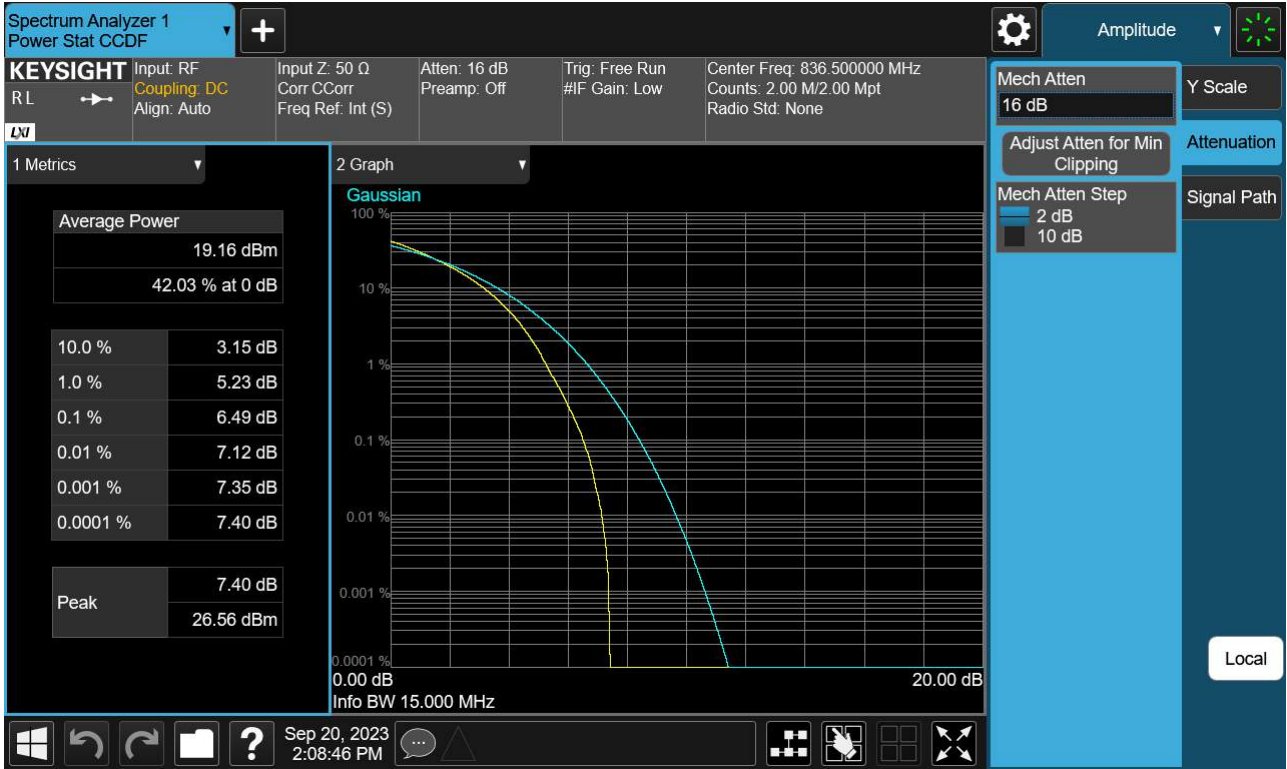 Spectrum Analyzer 1
Power Stat CCDF
+
Amplitude
KEYSIGHT
RL
LXI
Input: RF
Coupling: DC
Align: Auto
Input Z: 50 Ω
Corr CCorr
Freq Ref: Int (S)
Atten: 16 dB
Preamp: Off
Trig: Free Run
#IF Gain: Low
Center Freq: 836.500000 MHz
Counts: 2.00 M/2.00 Mpt
Radio Std: None
1 Metrics
Average Power
19.16 dBm
42.03 % at 0 dB
10.0 % 3.15 dB
1.0 % 5.23 dB
0.1 % 6.49 dB
0.01 % 7.12 dB
0.001 % 7.35 dB
0.0001 % 7.40 dB
Peak
7.40 dB
26.56 dBm
2 Graph
Gaussian
100 %
10 %
1 %
0.1 %
0.01 %
0.001 %
0.0001 %
0.00 dB 20.00 dB
Info BW 15.000 MHz
Mech Atten
16 dB
Adjust Atten for Min
Clipping
Mech Atten Step
2 dB
10 dB
Y Scale
Attenuation
Signal Path
Local
?
Sep 20, 2023
2:08:46 PM